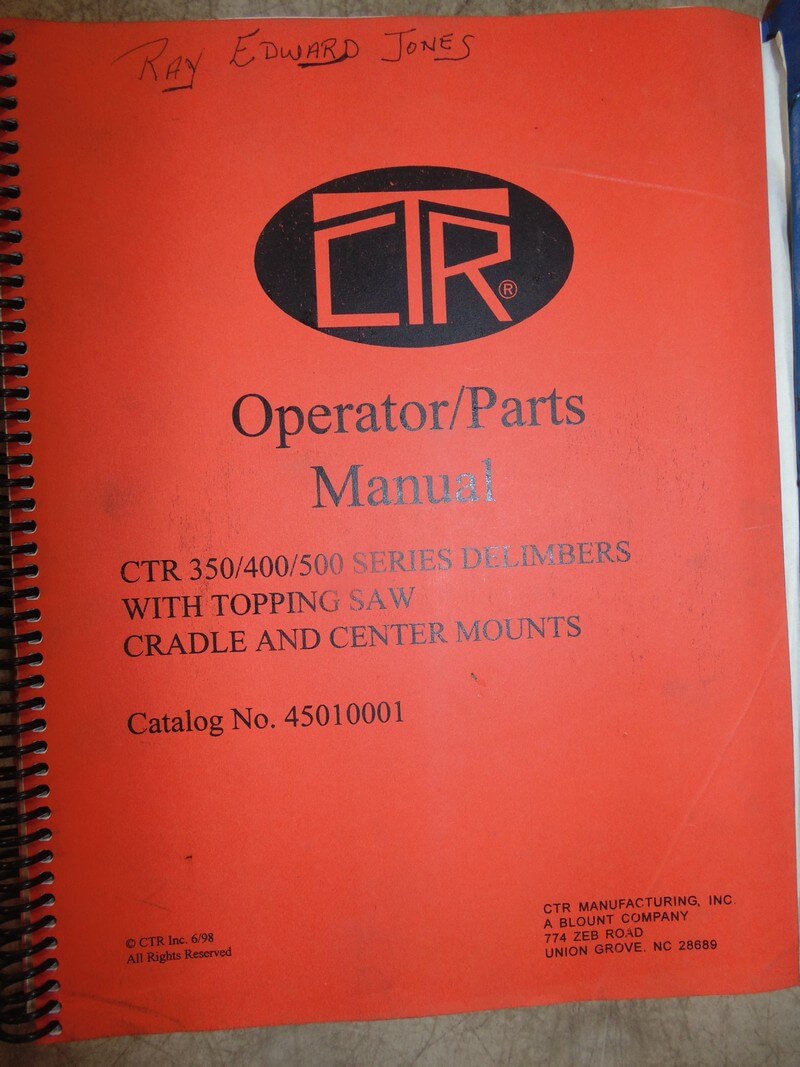 RAY EDWARD JONES
CTR®
Operator/Parts
Manual
CTR 350/400/500 SERIES DELIMBERS
WITH TOPPING SAW
CRADLE AND CENTER MOUNTS
Catalog No. 45010001
© CTR Inc. 6/98
All Rights Reserved
CTR MANUFACTURING, INC.
A BLOUNT COMPANY
774 ZEB ROAD
UNION GROVE, NC 28689